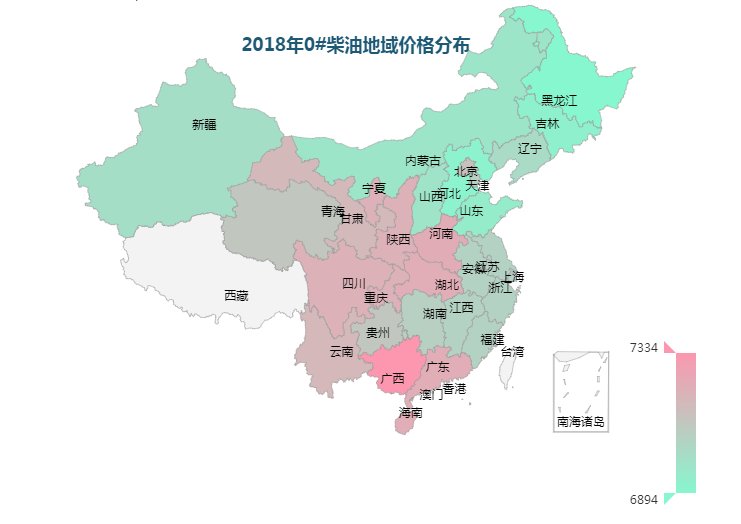 2018年0#柴油地域价格分布
黑龙江
新疆
吉林
辽宁
内蒙古
北京
宁夏
天津
山西
河北
青海
山东
甘肃
河南
陕西
安徽
江苏
上海
四川
湖北
浙江
西藏
重庆
江西
湖南
贵州
福建
7334
云南
台湾
广东
广西
香港
澳门
海南
南海诸岛
6894